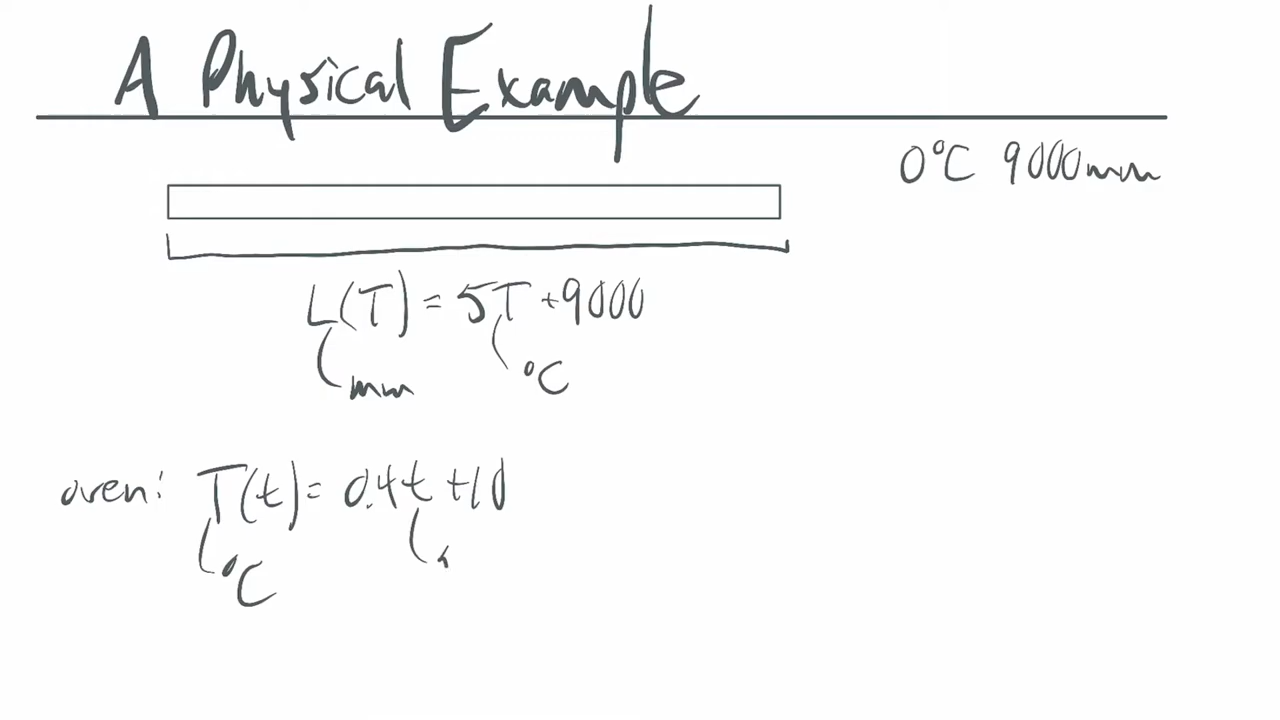 A Physical Example
0°C 9000mm
L(T) = 5T +9000
mm
°C
oven: T(t) = 0.4t +10
°C